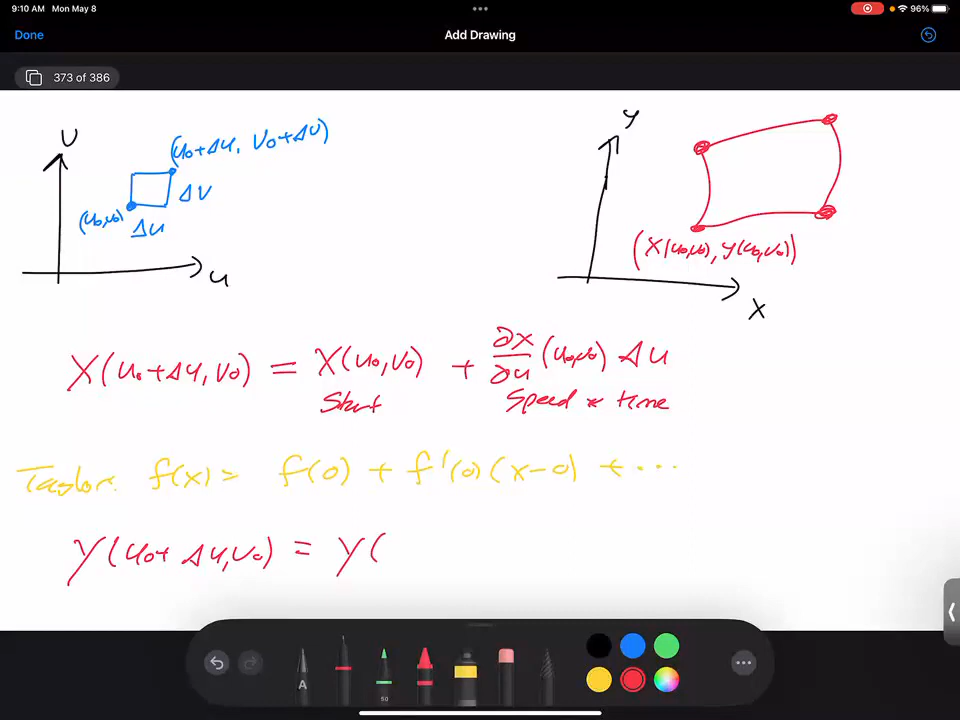 9:10 AM Mon May 8
96%
Done
Add Drawing
373 of 386
U
(u₀+Δu, V₀+ΔU)
ΔV
(u₀,v₀)
Δu
u
y
(X(u₀,v₀), y(u₀,v₀))
X
X(u₀+Δu, v₀) = X(u₀,v₀) + ∂x/∂u (u₀,v₀) Δu
Start
Speed * time
Taylor: f(x) = f(0) + f'(0)(x-0) + ...
y(u₀+Δu, v₀) = y(
A
50